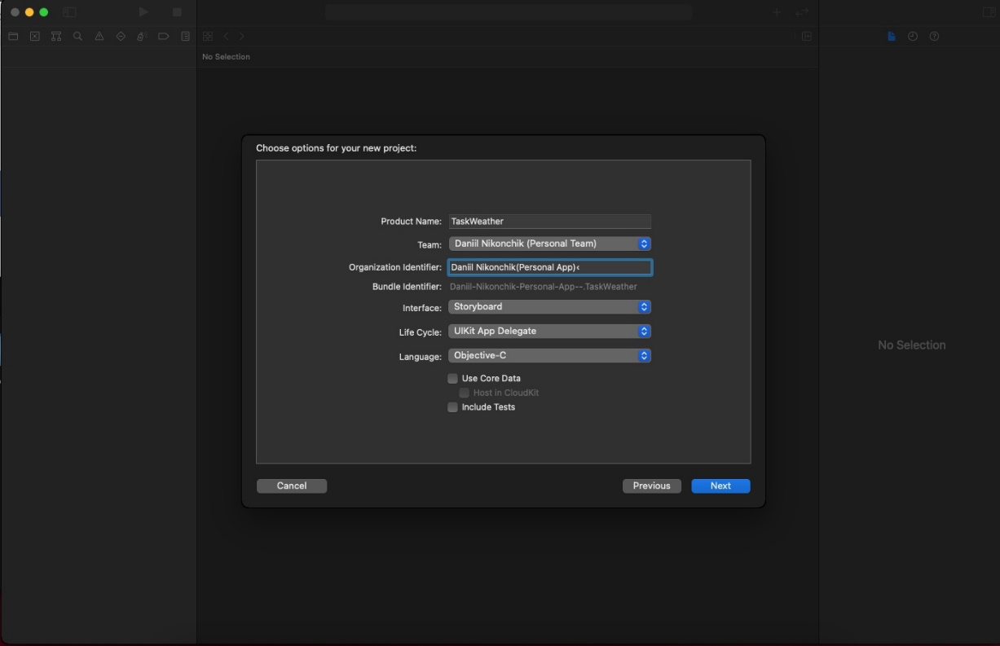 No Selection
Choose options for your new project:
Product Name: TaskWeather
Team: Daniil Nikonchik (Personal Team)
Organization Identifier: Daniil Nikonchik(Personal App)‹
Bundle Identifier: Daniil-Nikonchik-Personal-App--.TaskWeather
Interface: Storyboard
Life Cycle: UIKit App Delegate
Language: Objective-C
Use Core Data
Host in CloudKit
Include Tests
Cancel
Previous
Next
No Selection